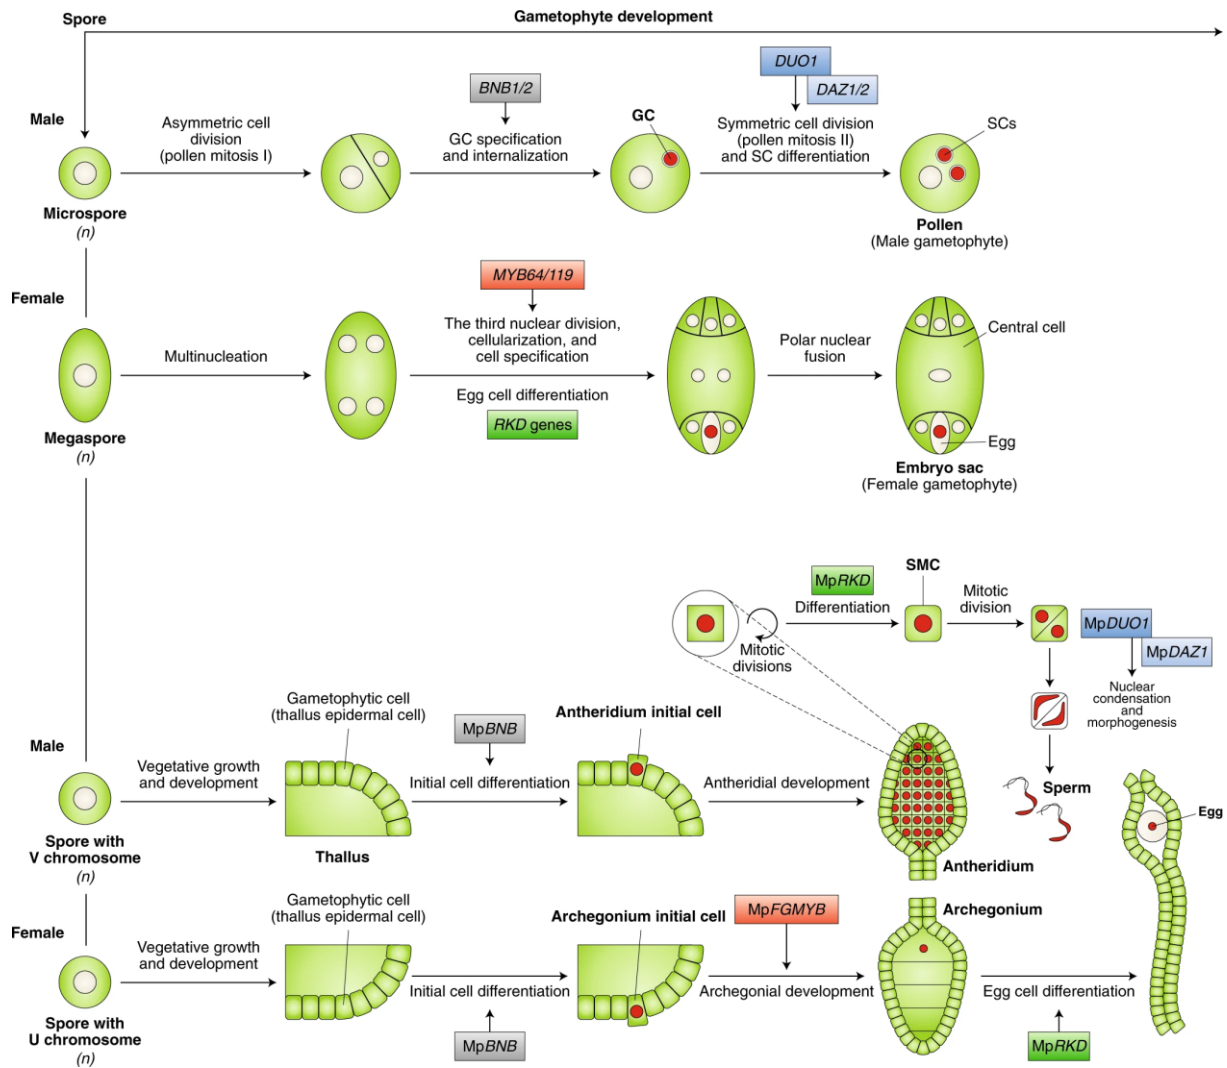 Spore
Gametophyte development
Male
Microspore
(n)
Asymmetric cell
division
(pollen mitosis I)
BNB1/2
GC specification
and internalization
GC
DUO1
DAZ1/2
Symmetric cell division
(pollen mitosis II)
and SC differentiation
SCs
Pollen
(Male gametophyte)
Female
Megaspore
(n)
Multinucleation
MYB64/119
The third nuclear division,
cellularization, and
cell specification
Egg cell differentiation
RKD genes
Polar nuclear
fusion
Central cell
Egg
Embryo sac
(Female gametophyte)
Mitotic
divisions
MpRKD
Differentiation
SMC
Mitotic
division
MpDUO1
MpDAZ1
Nuclear
condensation
and
morphogenesis
Sperm
Male
Spore with
V chromosome
(n)
Vegetative growth
and development
Gametophytic cell
(thallus epidermal cell)
Thallus
MpBNB
Initial cell differentiation
Antheridium initial cell
Antheridial development
Antheridium
Egg
Female
Spore with
U chromosome
(n)
Vegetative growth
and development
Gametophytic cell
(thallus epidermal cell)
Initial cell differentiation
MpBNB
Archegonium initial cell
MpFGMYB
Archegonial development
Archegonium
Egg cell differentiation
MpRKD